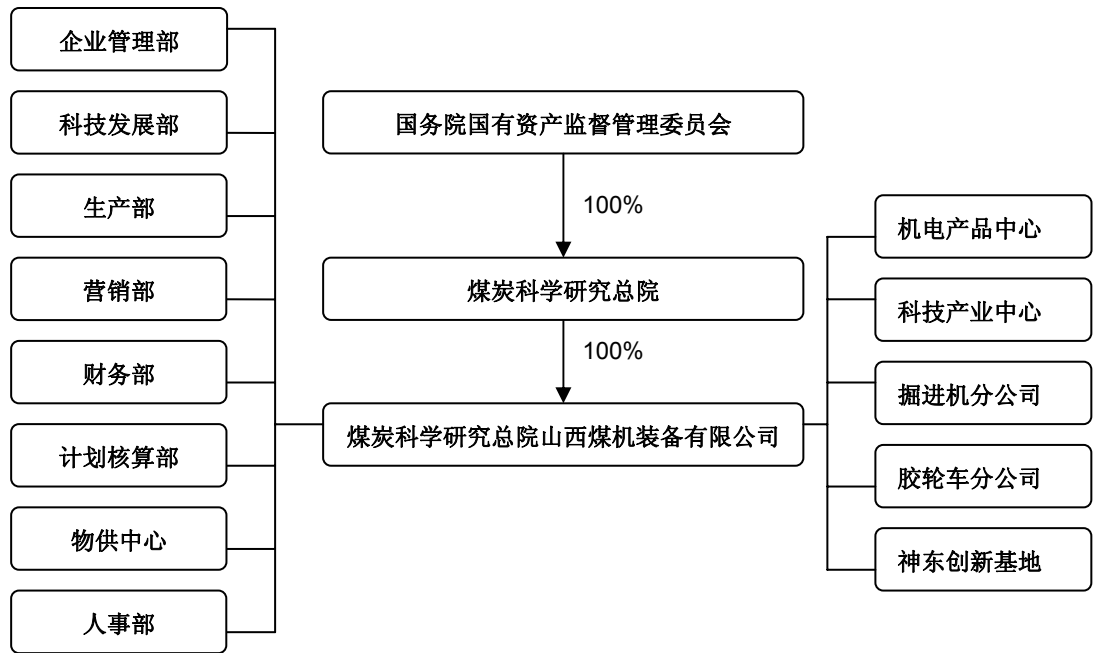 企业管理部
科技发展部
生产部
营销部
财务部
计划核算部
物供中心
人事部
国务院国有资产监督管理委员会
100%
煤炭科学研究总院
100%
煤炭科学研究总院山西煤机装备有限公司
机电产品中心
科技产业中心
掘进机分公司
胶轮车分公司
神东创新基地